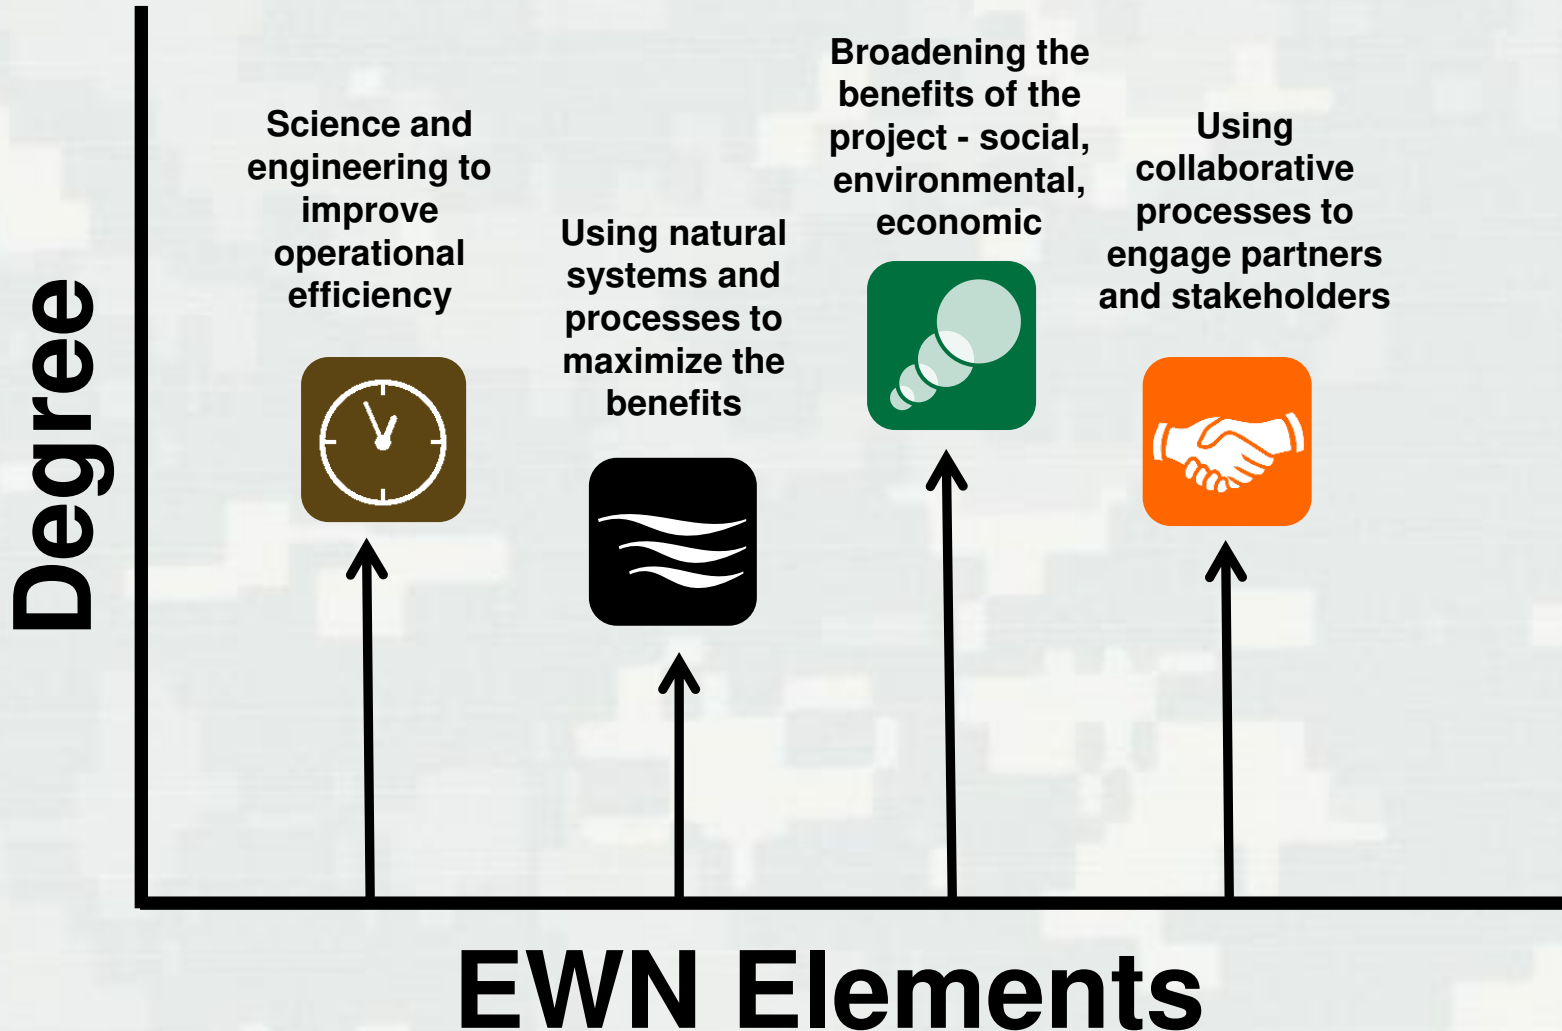 Degree
Science and
engineering to
improve
operational
efficiency
Using natural
systems and
processes to
maximize the
benefits
Broadening the
benefits of the
project - social,
environmental,
economic
Using
collaborative
processes to
engage partners
and stakeholders
EWN Elements